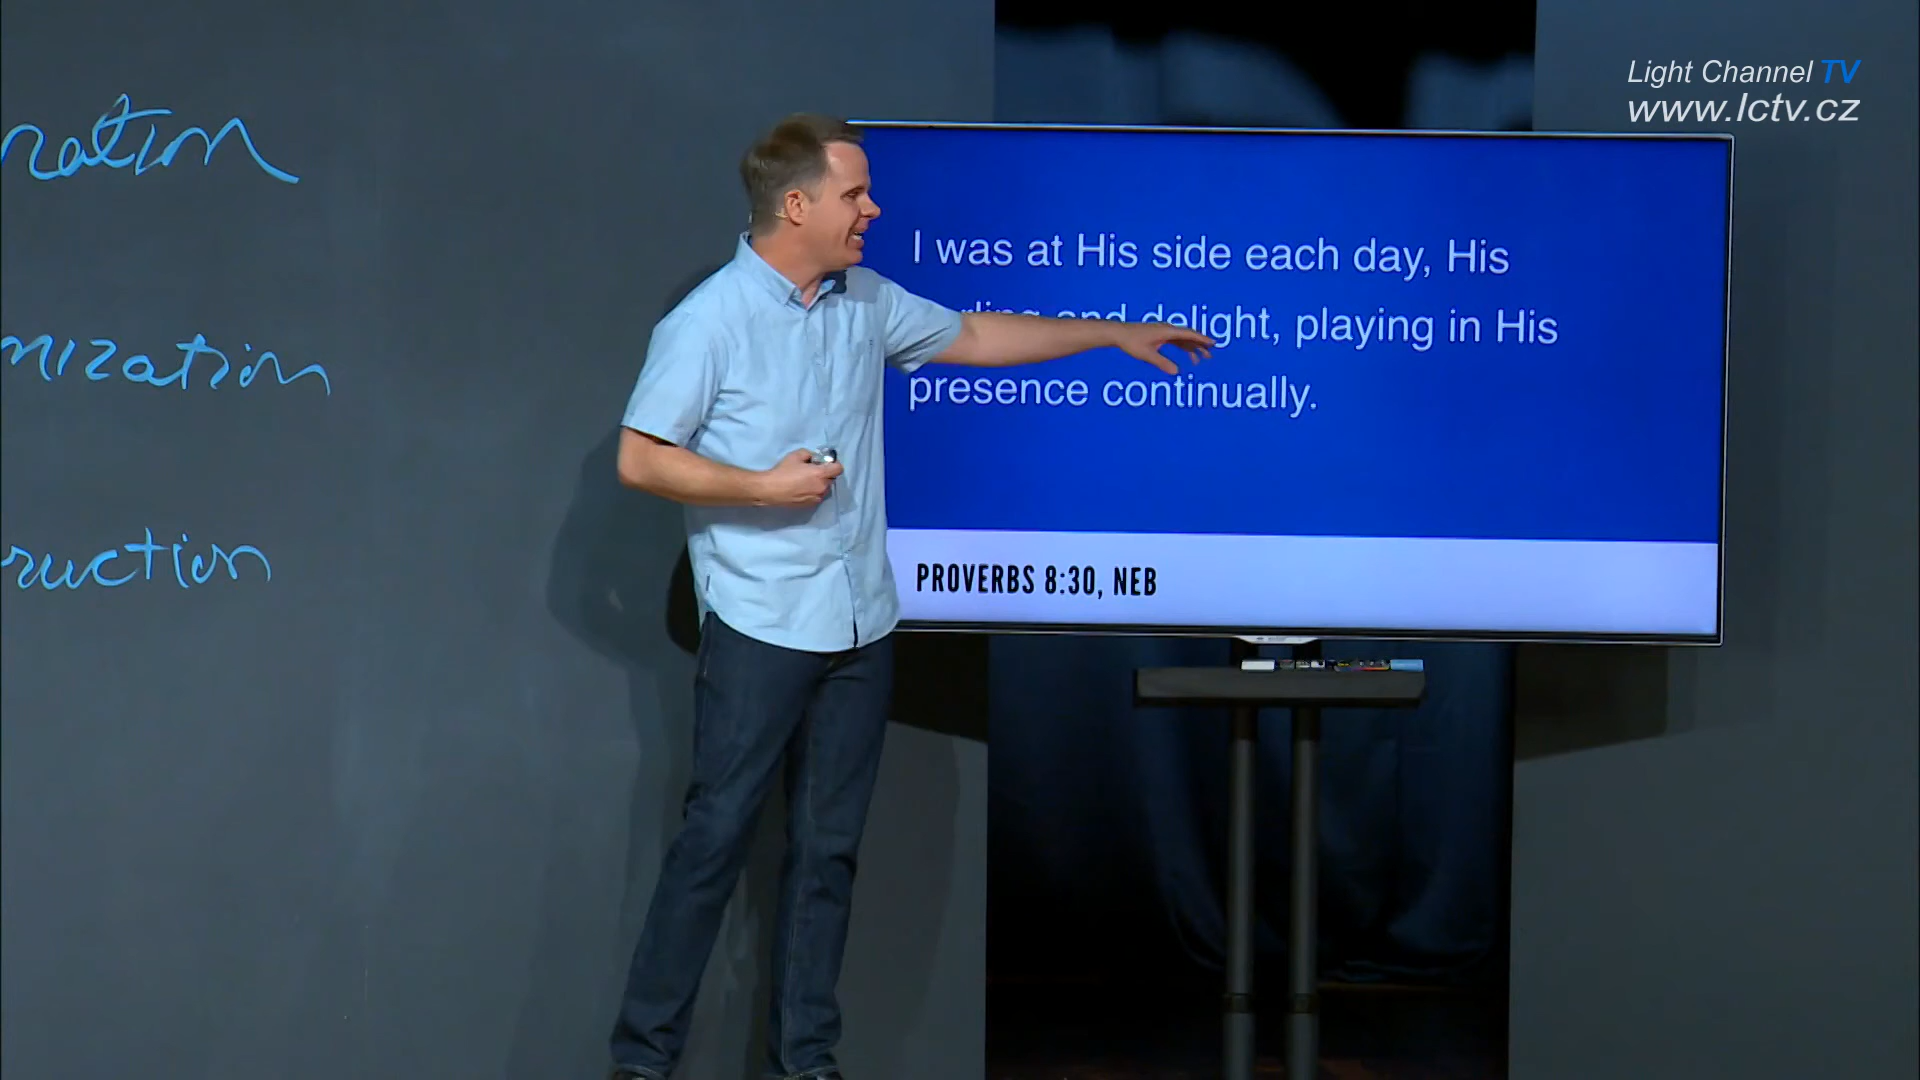 Light Channel TV
www.lctv.cz
I was at His side each day, His
and delight, playing in His
presence continually.
PROVERBS 8:30, NEB
ration
nization
ruction